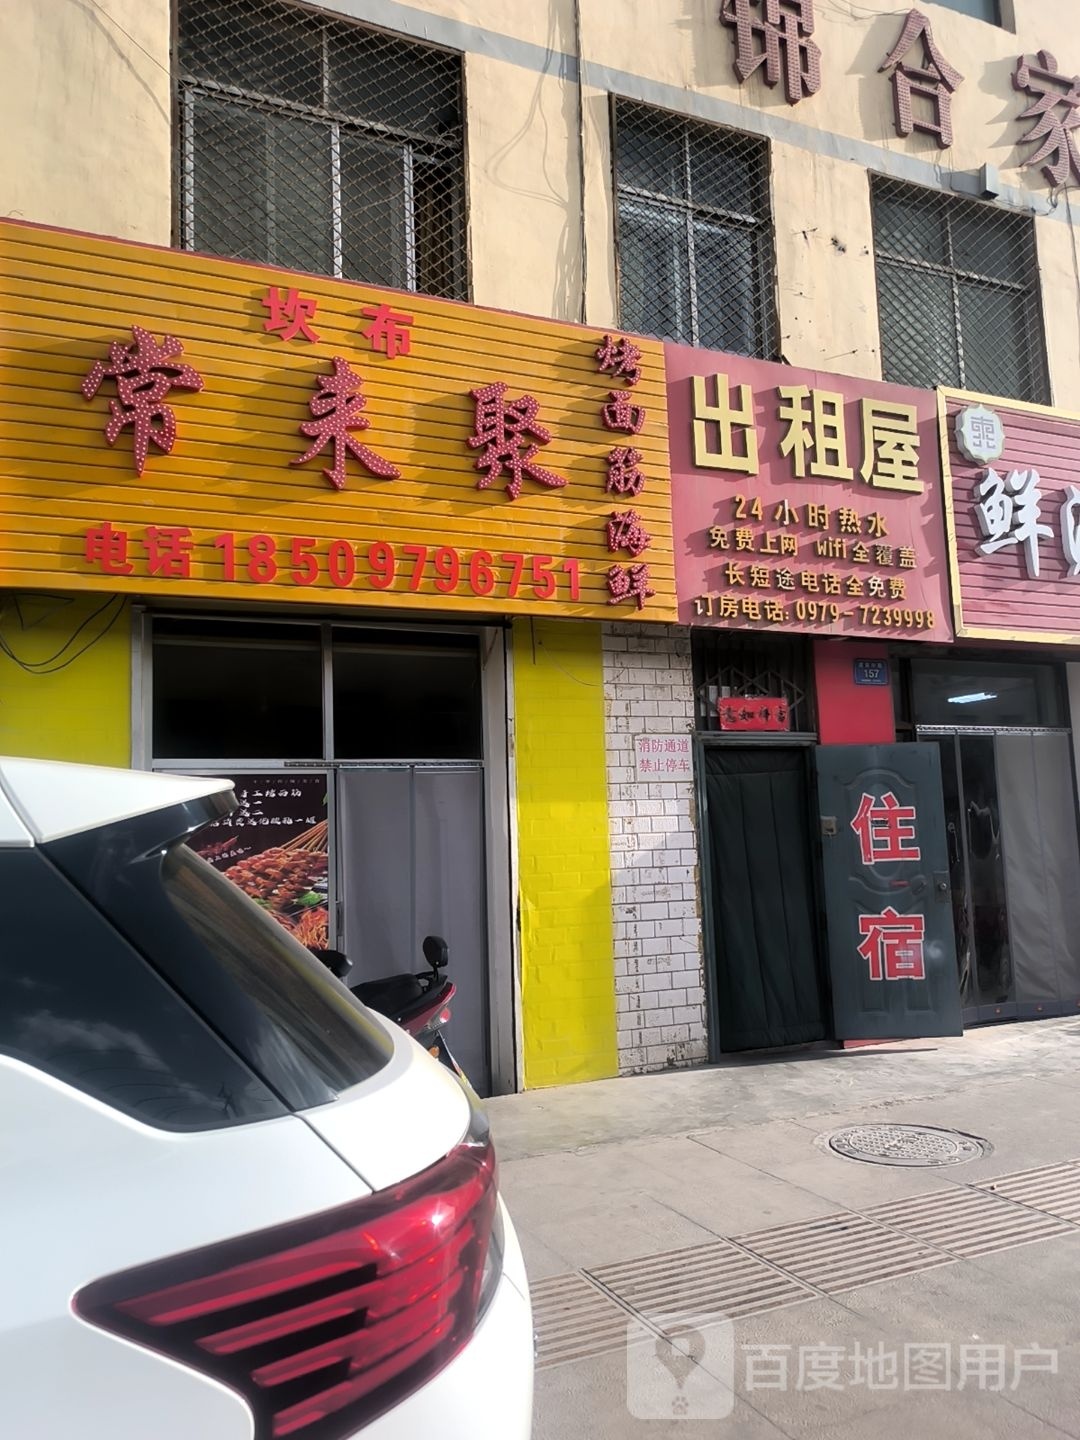 锦合家
坎布
常来聚
烤面筋海鲜
电话18509796751
出租屋
24小时热水
免费上网 wifi全覆盖
长短途电话全免费
订房电话:0979-7239998
鲜
157
意如祥吉
消防通道
禁止停车
住宿
百度地图用户